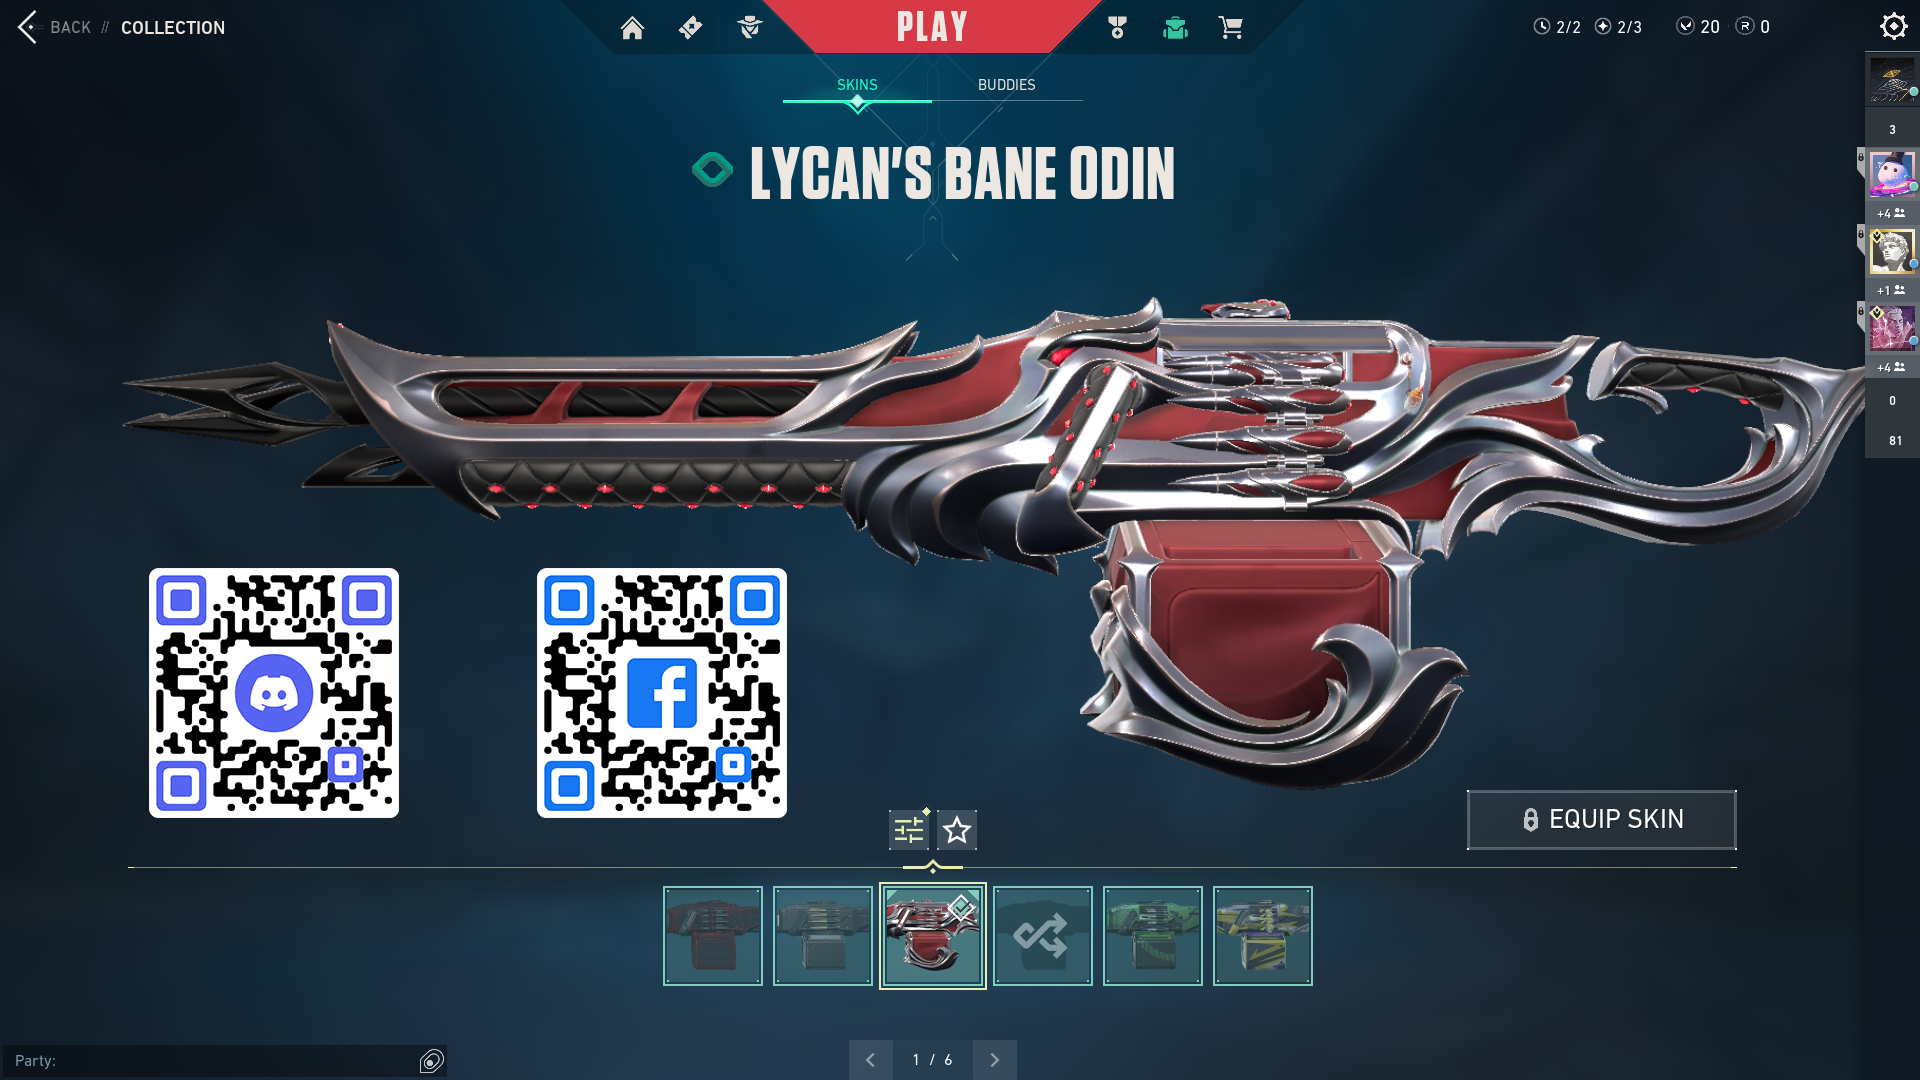 BACK // COLLECTION
PLAY
2/2 2/3 20 R 0
SKINS BUDDIES
LYCAN'S BANE ODIN
3
+4
+1
+4
0
81
EQUIP SKIN
Party:
1 / 6